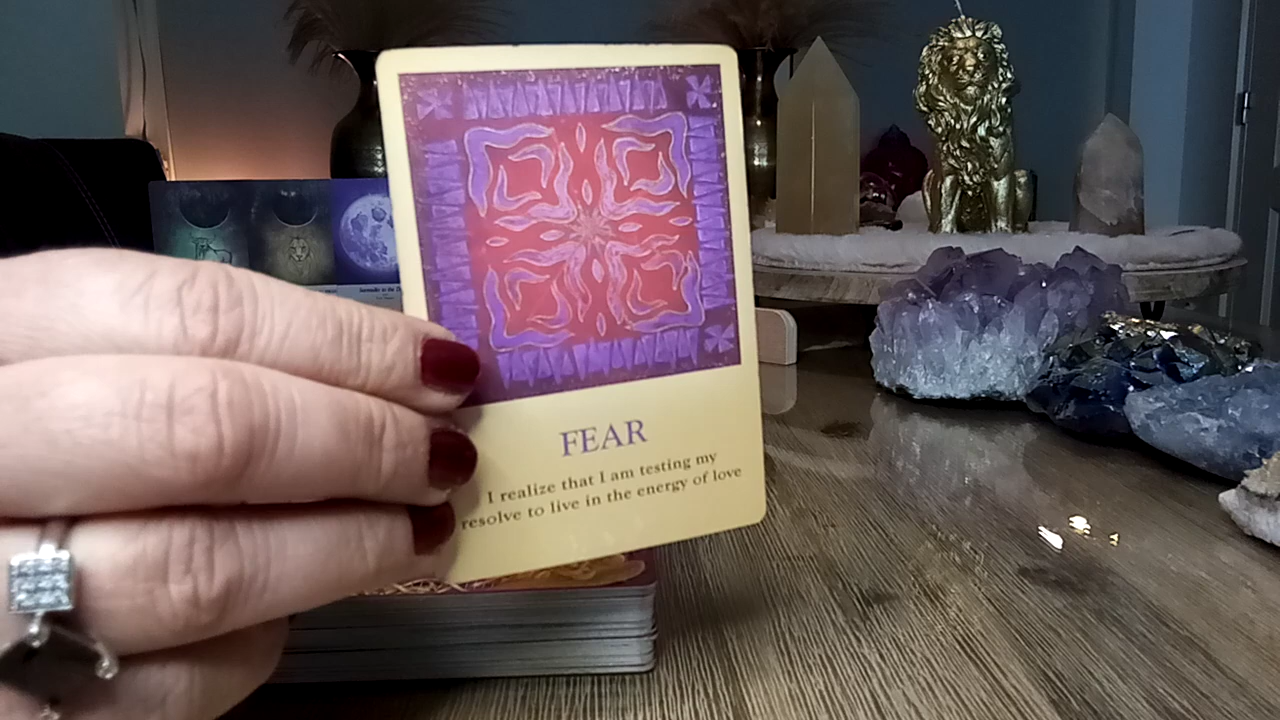 FEAR
I realize that I am testing my
resolve to live in the energy of love